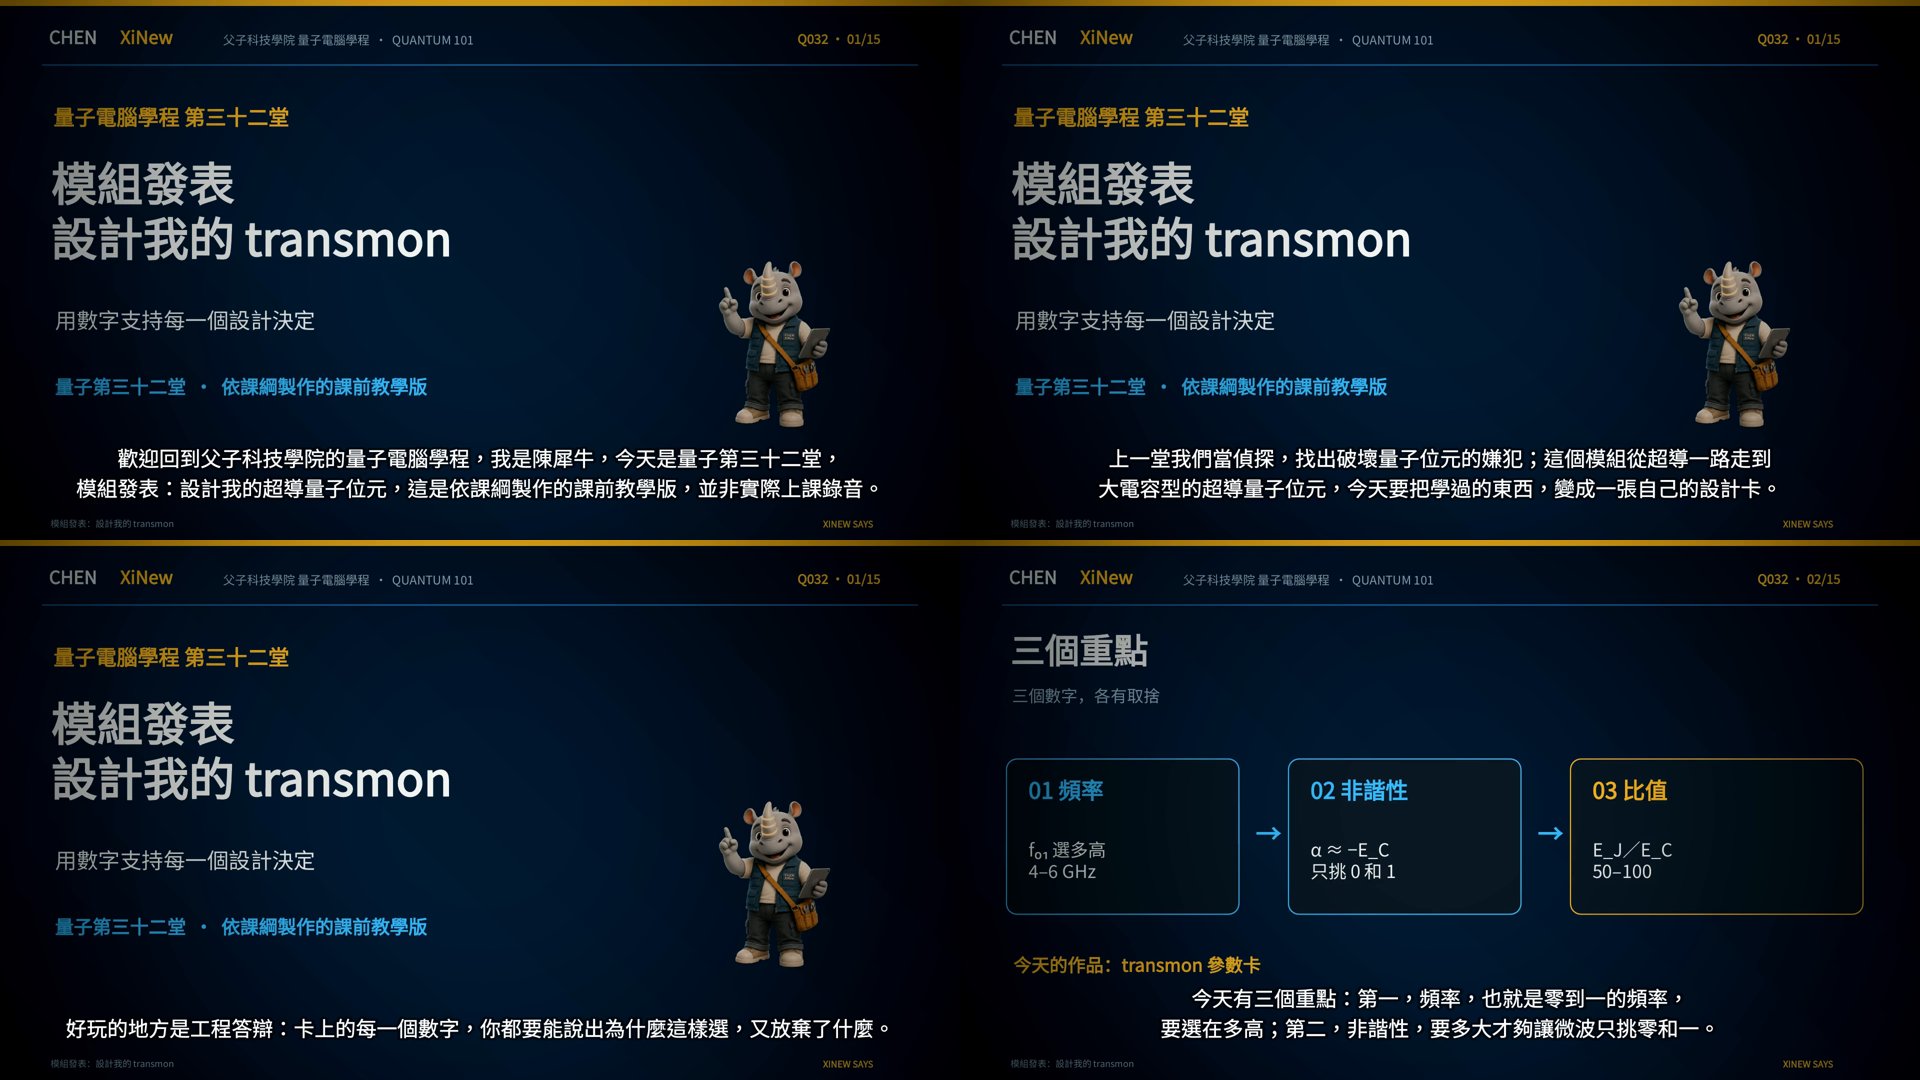 CHEN XiNew 父子科技學院 量子電腦學程 · QUANTUM 101 Q032 · 01/15
量子電腦學程 第三十二堂
模組發表
設計我的 transmon
用數字支持每一個設計決定
量子第三十二堂 · 依課綱製作的課前教學版
歡迎回到父子科技學院的量子電腦學程，我是陳犀牛，今天是量子第三十二堂，
模組發表：設計我的超導量子位元，這是依課綱製作的課前教學版，並非實際上課錄音。
模組發表：設計我的 transmon XINEW SAYS
CHEN XiNew 父子科技學院 量子電腦學程 · QUANTUM 101 Q032 · 01/15
量子電腦學程 第三十二堂
模組發表
設計我的 transmon
用數字支持每一個設計決定
量子第三十二堂 · 依課綱製作的課前教學版
上一堂我們當偵探，找出破壞量子位元的嫌犯；這個模組從超導一路走到
大電容型的超導量子位元，今天要把學過的東西，變成一張自己的設計卡。
模組發表：設計我的 transmon XINEW SAYS
CHEN XiNew 父子科技學院 量子電腦學程 · QUANTUM 101 Q032 · 01/15
量子電腦學程 第三十二堂
模組發表
設計我的 transmon
用數字支持每一個設計決定
量子第三十二堂 · 依課綱製作的課前教學版
好玩的地方是工程答辯：卡上的每一個數字，你都要能說出為什麼這樣選，又放棄了什麼。
模組發表：設計我的 transmon XINEW SAYS
CHEN XiNew 父子科技學院 量子電腦學程 · QUANTUM 101 Q032 · 02/15
三個重點
三個數字，各有取捨
01 頻率
f₀₁ 選多高
4–6 GHz
→
02 非諧性
α ≈ −E_C
只挑 0 和 1
→
03 比值
E_J／E_C
50–100
今天的作品：transmon 參數卡
今天有三個重點：第一，頻率，也就是零到一的頻率，
要選在多高；第二，非諧性，要多大才夠讓微波只挑零和一。
模組發表：設計我的 transmon XINEW SAYS